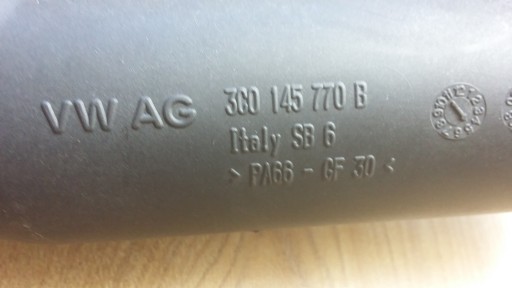 VW AG
3C0 145 770 B
Italy SB 6
> PA66 - GF 30 <